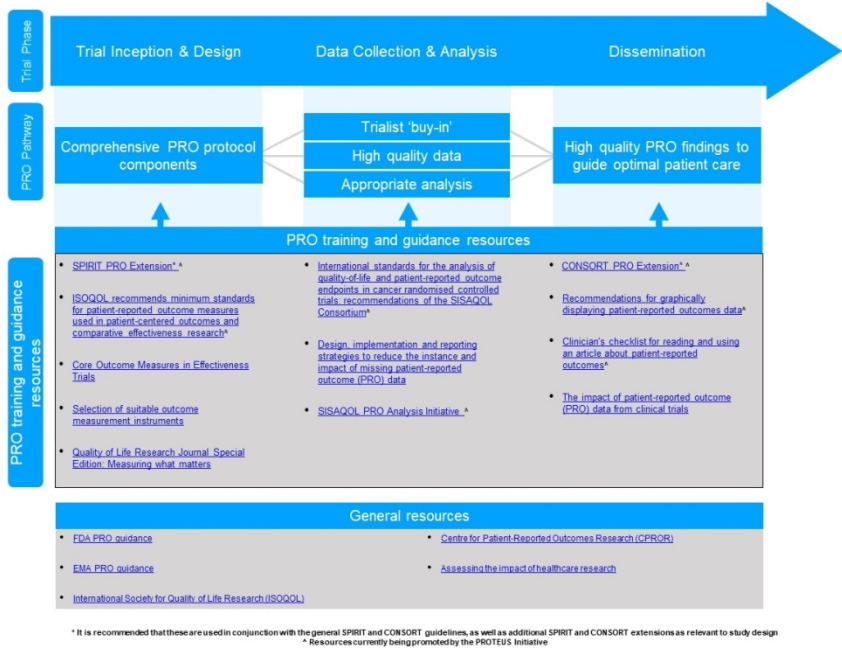 Trial Phase
Trial Inception & Design
Data Collection & Analysis
Dissemination
PRO Pathway
Comprehensive PRO protocol
components
Trialist ‘buy-in’
High quality data
Appropriate analysis
High quality PRO findings to
guide optimal patient care
PRO training and guidance
resources
PRO training and guidance resources
• SPIRIT PRO Extension* ^
• ISOQOL recommends minimum standards
for patient-reported outcome measures
used in patient-centered outcomes and
comparative effectiveness research^
• Core Outcome Measures in Effectiveness
Trials
• Selection of suitable outcome
measurement instruments
• Quality of Life Research Journal Special
Edition: Measuring what matters
• International standards for the analysis of
quality-of-life and patient-reported outcome
endpoints in cancer randomised controlled
trials: recommendations of the SISAQOL
Consortium^
• Design, implementation and reporting
strategies to reduce the instance and
impact of missing patient-reported
outcome (PRO) data
• SISAQOL PRO Analysis Initiative ^
• CONSORT PRO Extension* ^
• Recommendations for graphically
displaying patient-reported outcomes data^
• Clinician's checklist for reading and using
an article about patient-reported
outcomes^
• The impact of patient-reported outcome
(PRO) data from clinical trials
General resources
• FDA PRO guidance
• EMA PRO guidance
• International Society for Quality of Life Research (ISOQOL)
• Centre for Patient-Reported Outcomes Research (CPROR)
• Assessing the impact of healthcare research
* It is recommended that these are used in conjunction with the general SPIRIT and CONSORT guidelines, as well as additional SPIRIT and CONSORT extensions as relevant to study design
^ Resources currently being promoted by the PROTEUS Initiative